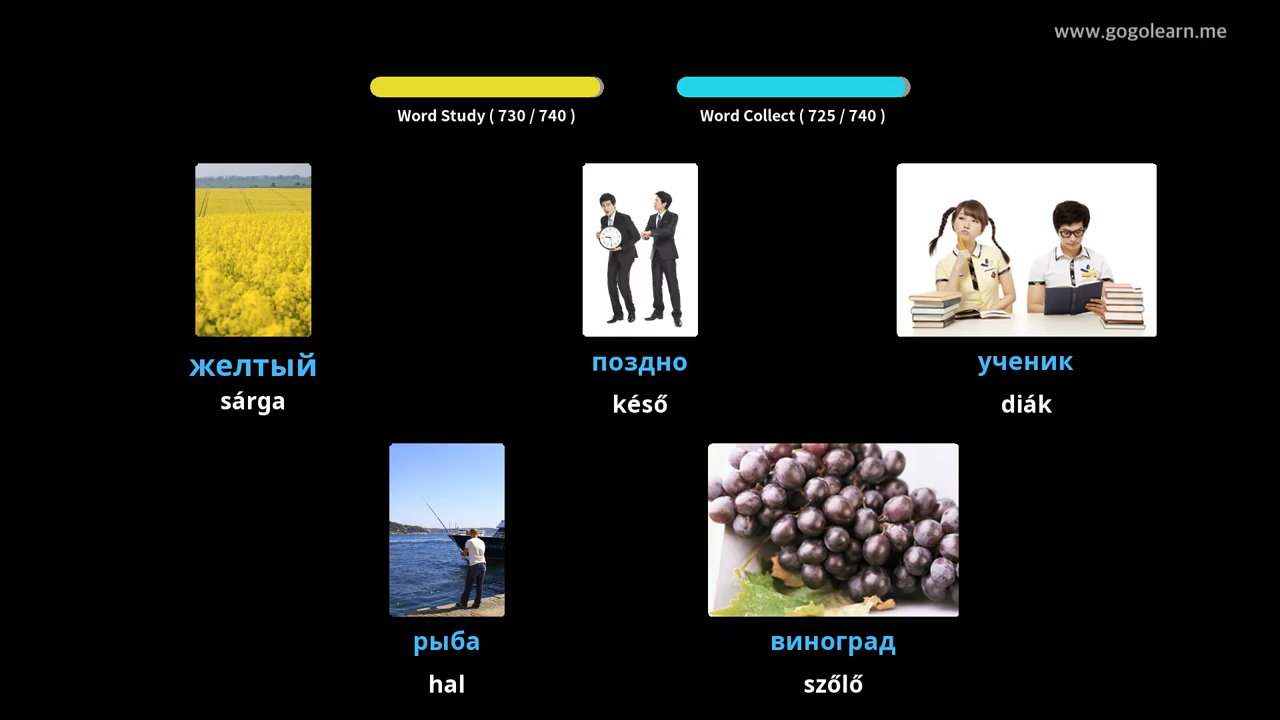 www.gogolearn.me
Word Study ( 730 / 740 )
Word Collect ( 725 / 740 )
желтый
sárga
поздно
késő
ученик
diák
рыба
hal
виноград
szőlő